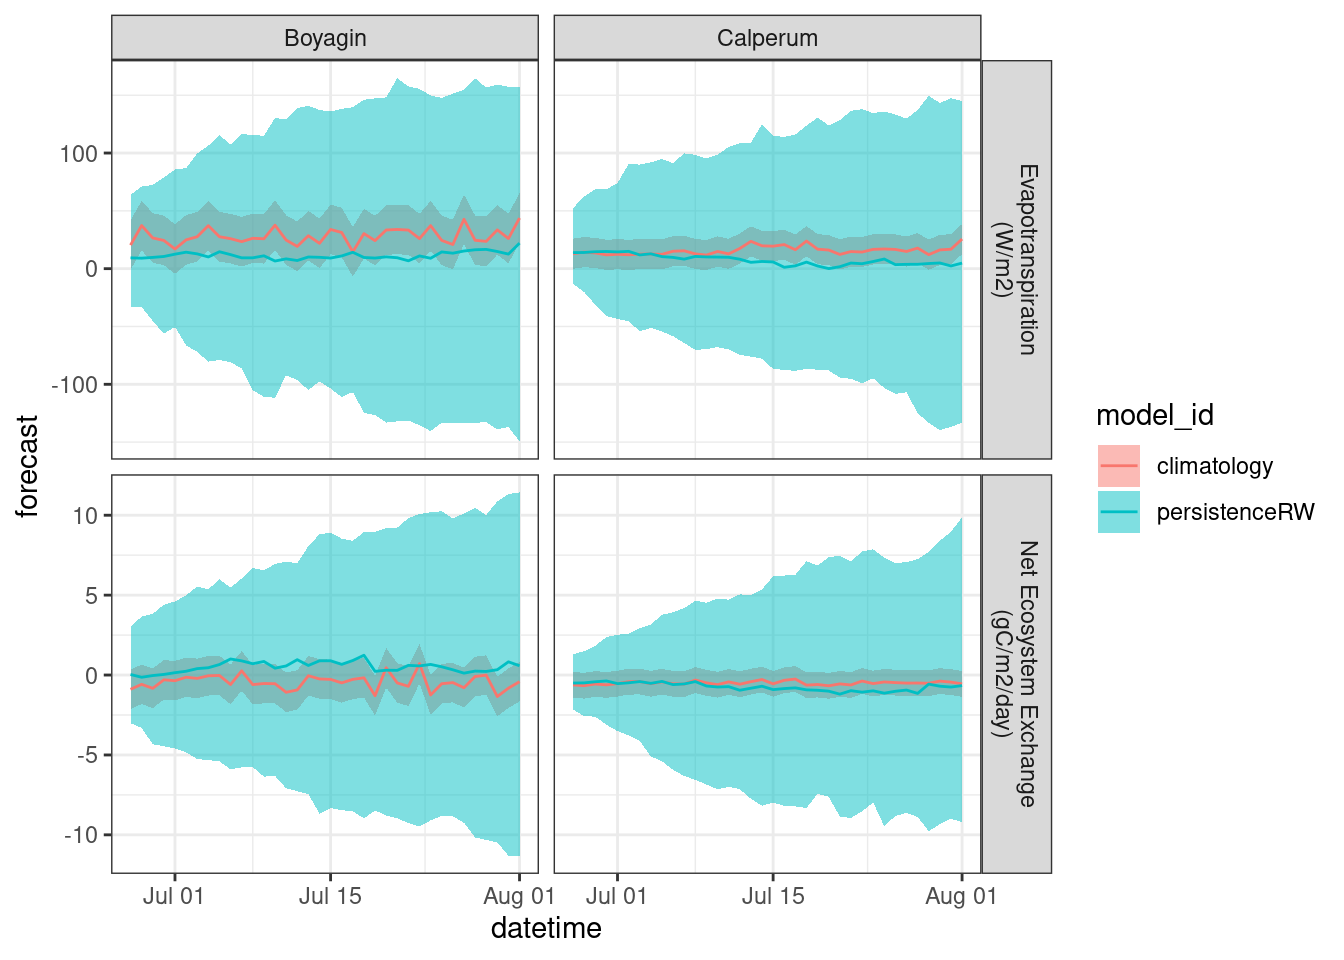 Boyagin
Calperum
100
0
-100
Evapotranspiration
(W/m2)
10
5
0
-5
-10
Net Ecosystem Exchange
(gC/m2/day)
Jul 01
Jul 15
Aug 01
Jul 01
Jul 15
Aug 01
datetime
forecast
model_id
climatology
persistenceRW